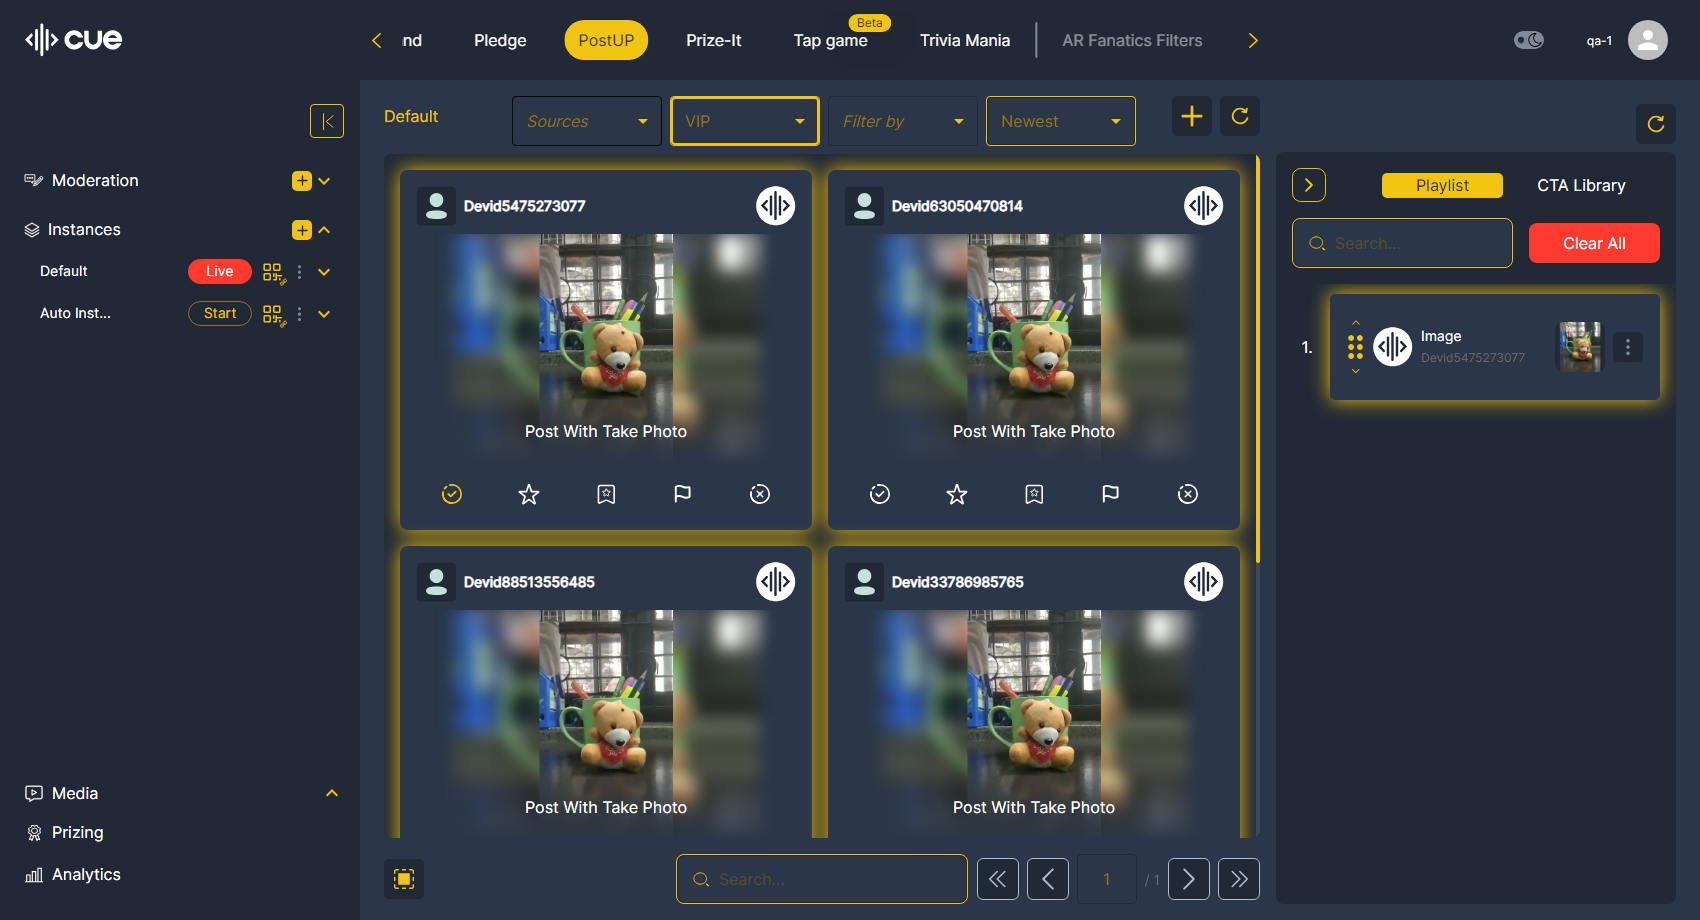 cue
nd
Pledge
PostUP
Prize-It
Beta
Tap game
Trivia Mania
AR Fanatics Filters
qa-1
Moderation
Instances
Default
Live
Auto Inst...
Start
Media
Prizing
Analytics
Default
Sources
VIP
Filter by
Newest
Devid5475273077
Post With Take Photo
Devid63050470814
Post With Take Photo
Devid88513556485
Post With Take Photo
Devid33786985765
Post With Take Photo
Search...
1
/ 1
Playlist
CTA Library
Search...
Clear All
1.
Image
Devid5475273077